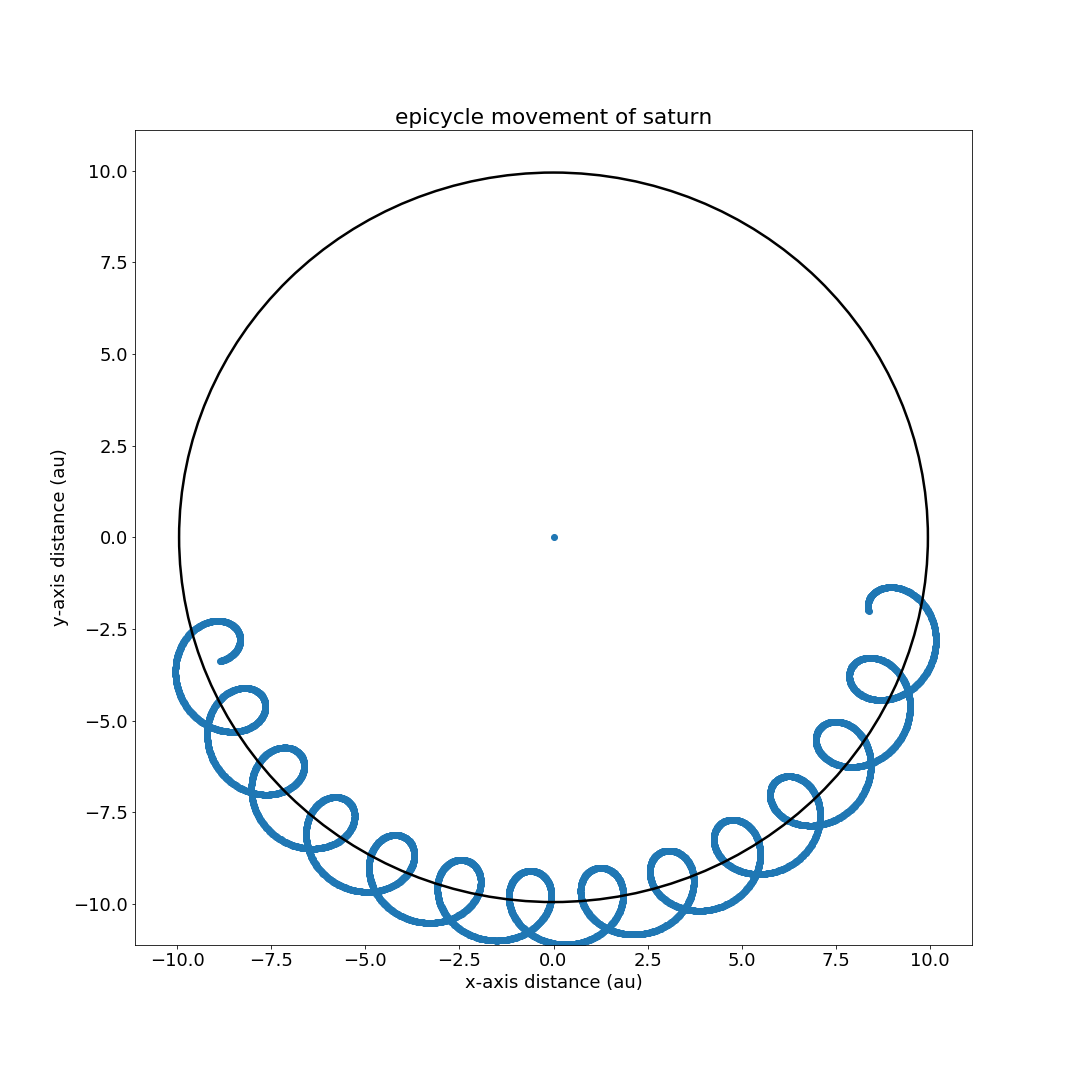 epicycle movement of saturn
10.0
7.5
5.0
2.5
0.0
−2.5
−5.0
−7.5
−10.0
y-axis distance (au)
−10.0 −7.5 −5.0 −2.5 0.0 2.5 5.0 7.5 10.0
x-axis distance (au)